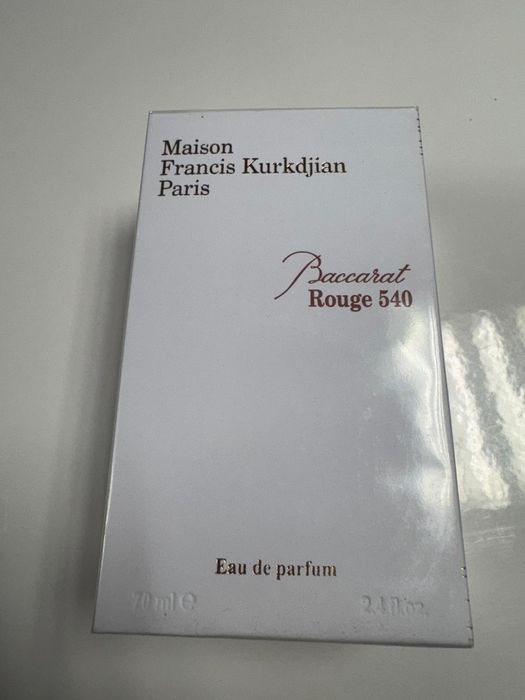 Maison
Francis Kurkdjian
Paris
Baccarat
Rouge 540
Eau de parfum
70 ml e 2.4 fl.oz.